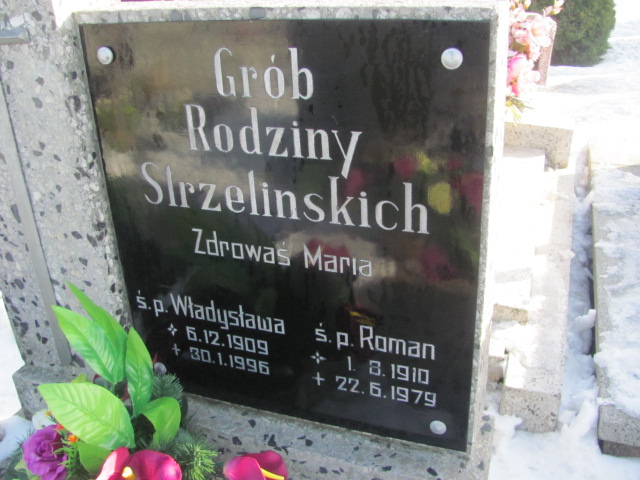 Grób
Rodziny
Strzelinskich
Zdrowaś Maria
ś.p. Władysława
6.12.1909
30.1.1996
ś.p. Roman
1.8.1910
22.6.1979